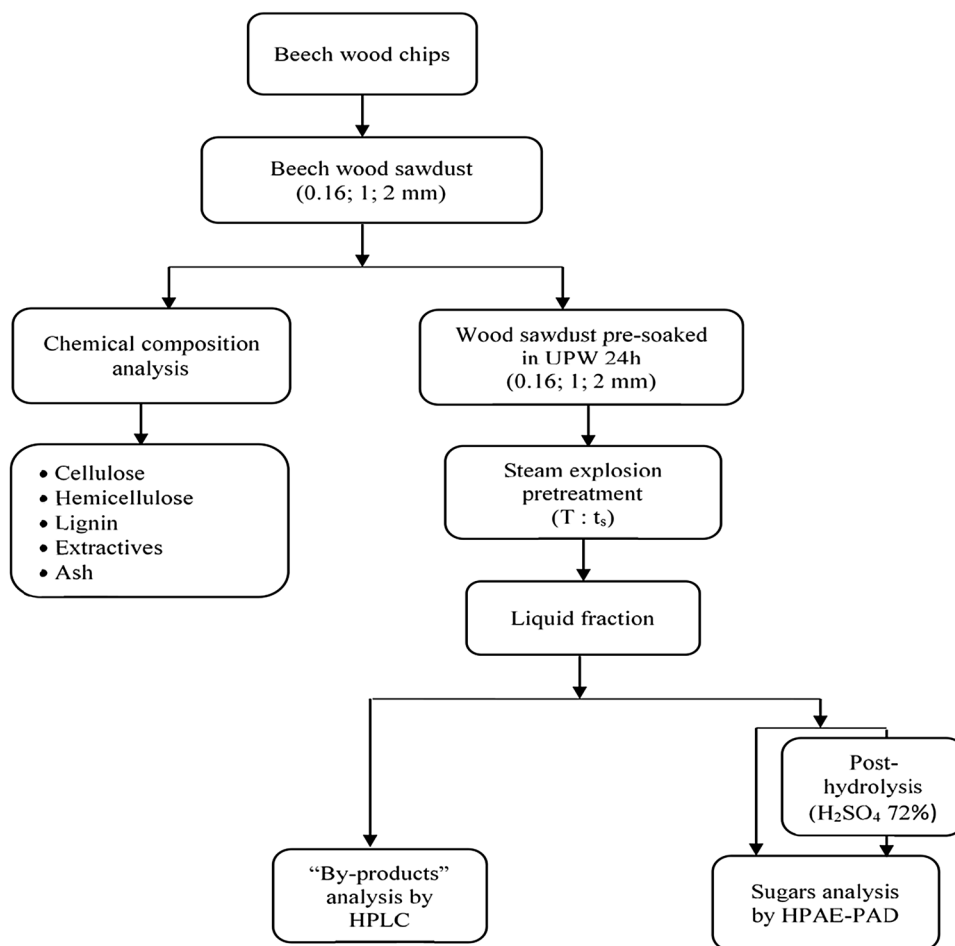 Beech wood chips
Beech wood sawdust
(0.16; 1; 2 mm)
Chemical composition
analysis
Wood sawdust pre-soaked
in UPW 24h
(0.16; 1; 2 mm)
• Cellulose
• Hemicellulose
• Lignin
• Extractives
• Ash
Steam explosion
pretreatment
(T : tₛ)
Liquid fraction
Post-
hydrolysis
(H₂SO₄ 72%)
“By-products”
analysis by
HPLC
Sugars analysis
by HPAE-PAD